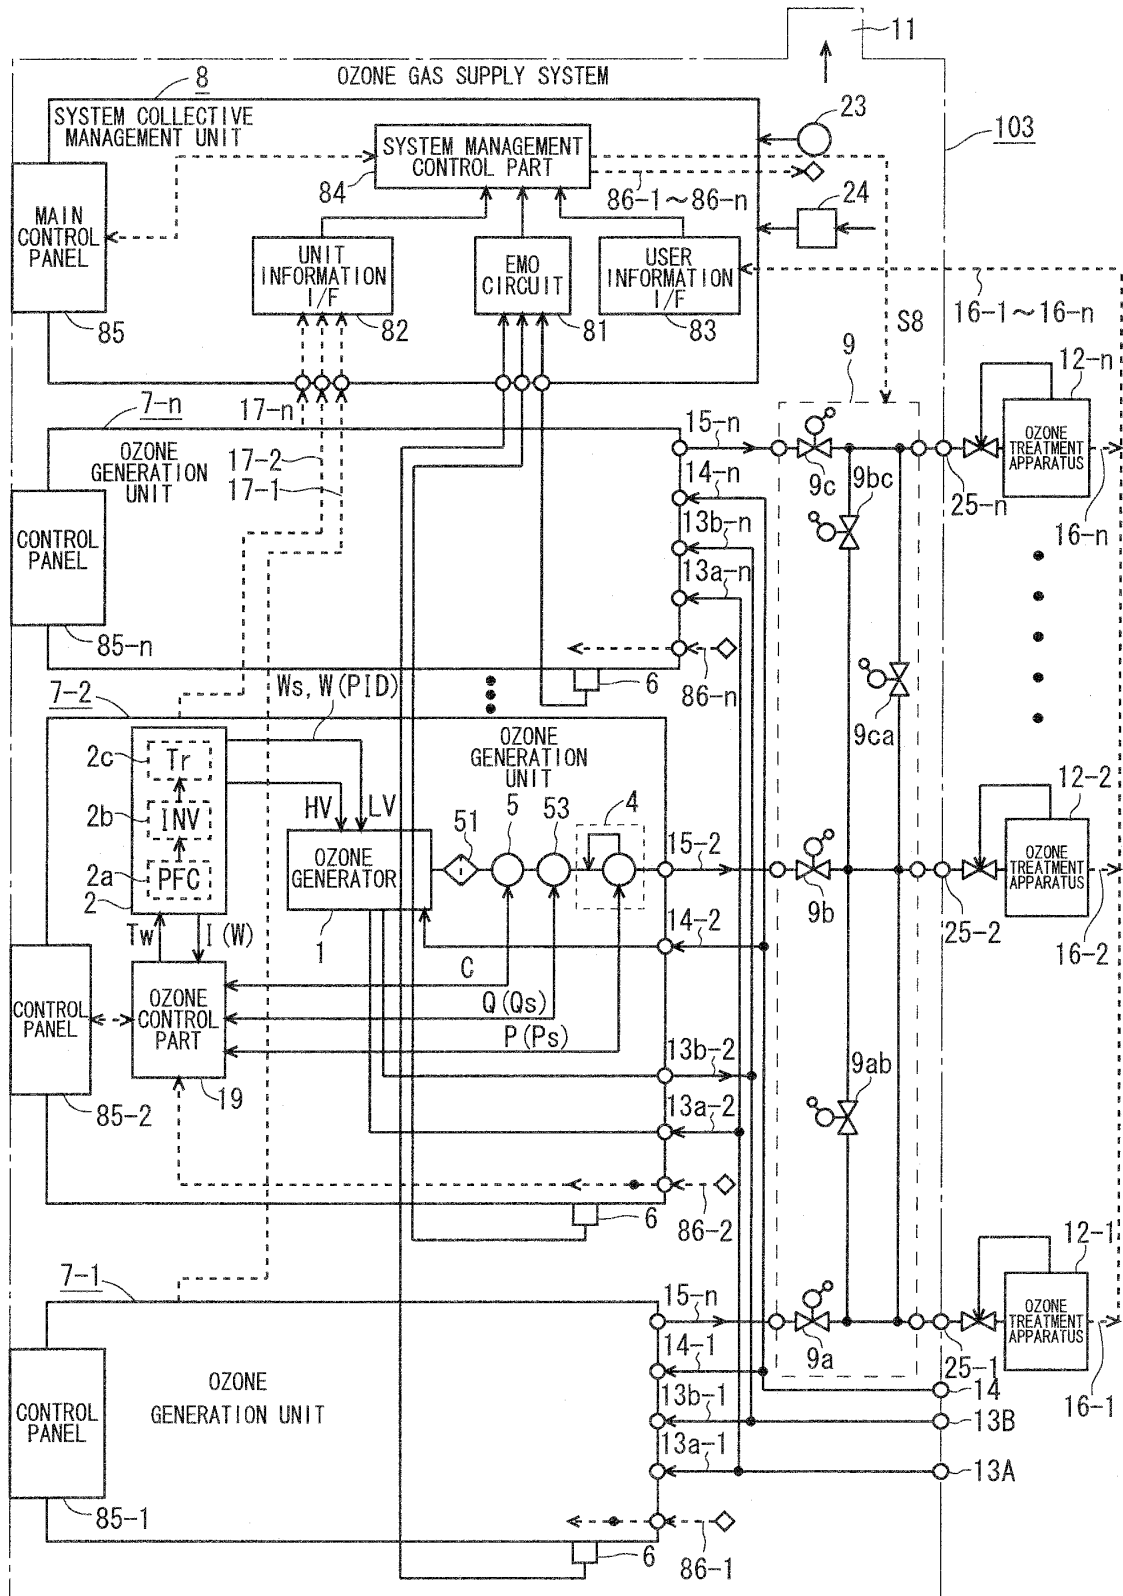 11
OZONE GAS SUPPLY SYSTEM
8
SYSTEM COLLECTIVE
MANAGEMENT UNIT
23
103
SYSTEM MANAGEMENT
CONTROL PART
84
86-1～86-n
24
MAIN
CONTROL
PANEL
85
UNIT
INFORMATION
I/F
82
EMO
CIRCUIT
81
USER
INFORMATION
I/F
83
16-1～16-n
S8
9
12-n
7-n
17-n
OZONE
GENERATION
UNIT
17-2
17-1
15-n
14-n
13b-n
13a-n
9c
9bc
25-n
OZONE
TREATMENT
APPARATUS
16-n
CONTROL
PANEL
85-n
86-n
6
Ws, W(PID)
7-2
9ca
2c
Tr
2b
INV
2a
PFC
2
HV
LV
OZONE
GENERATION
UNIT
51
5
53
4
OZONE
GENERATOR
1
15-2
9b
12-2
OZONE
TREATMENT
APPARATUS
25-2
16-2
14-2
Tw
I(W)
C
Q(Qs)
P(Ps)
CONTROL
PANEL
OZONE
CONTROL
PART
19
85-2
13b-2
13a-2
9ab
86-2
6
7-1
15-n
14-1
13b-1
13a-1
9a
12-1
OZONE
TREATMENT
APPARATUS
25-1
16-1
14
13B
13A
OZONE
GENERATION UNIT
CONTROL
PANEL
85-1
86-1
6